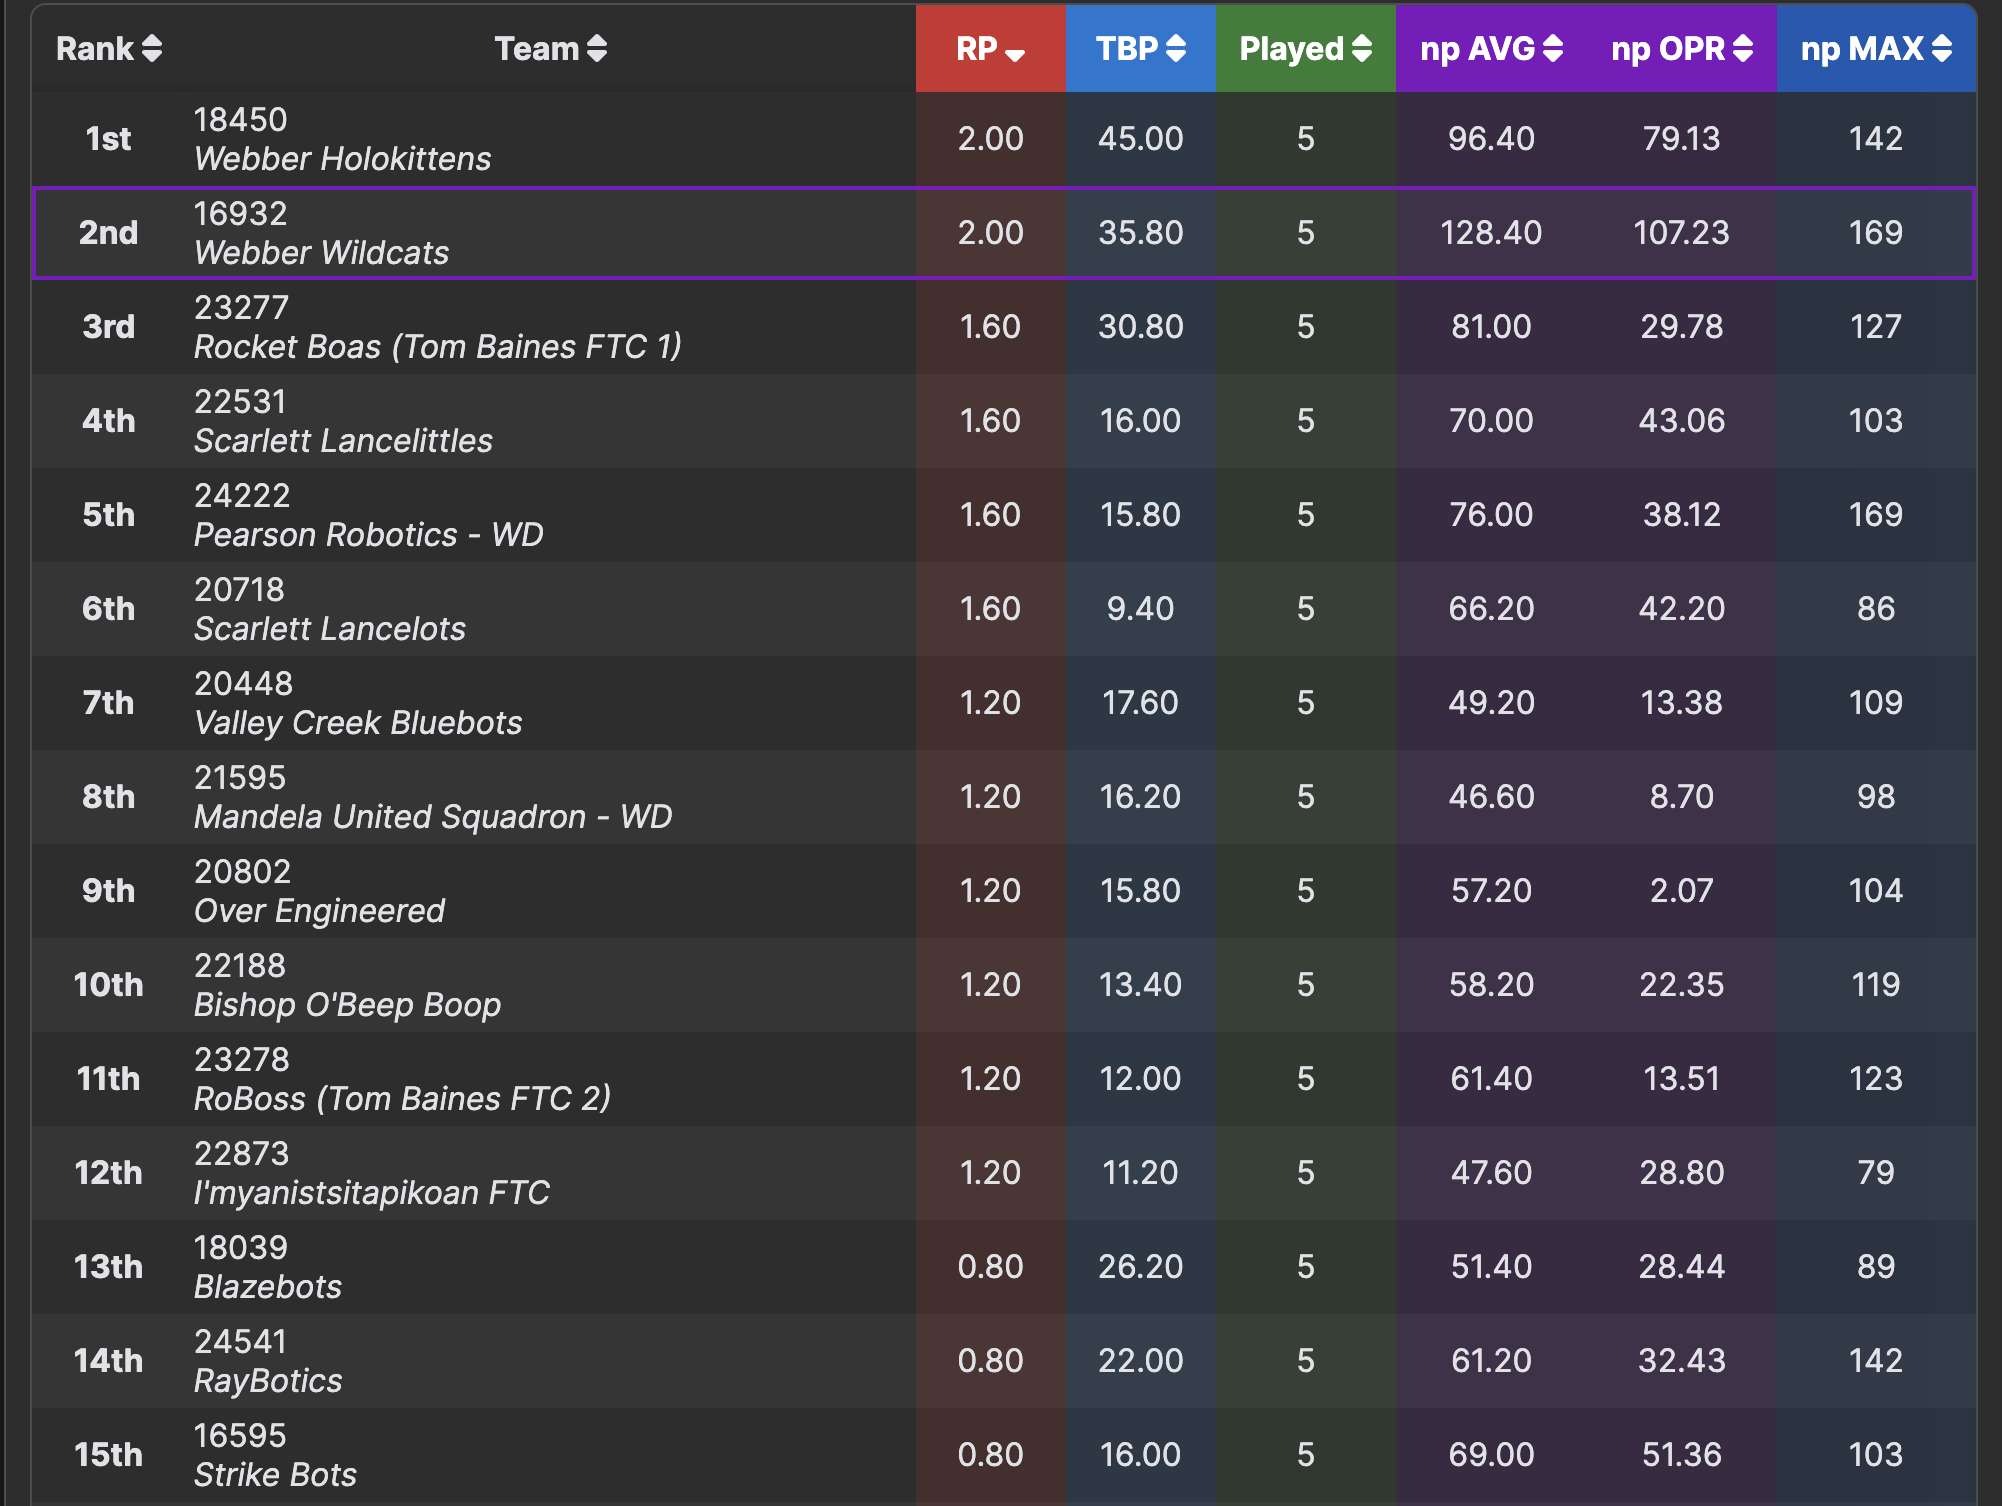 Rank Team RP TBP Played np AVG np OPR np MAX
1st 18450 Webber Holokittens 2.00 45.00 5 96.40 79.13 142
2nd 16932 Webber Wildcats 2.00 35.80 5 128.40 107.23 169
3rd 23277 Rocket Boas (Tom Baines FTC 1) 1.60 30.80 5 81.00 29.78 127
4th 22531 Scarlett Lancelittles 1.60 16.00 5 70.00 43.06 103
5th 24222 Pearson Robotics - WD 1.60 15.80 5 76.00 38.12 169
6th 20718 Scarlett Lancelots 1.60 9.40 5 66.20 42.20 86
7th 20448 Valley Creek Bluebots 1.20 17.60 5 49.20 13.38 109
8th 21595 Mandela United Squadron - WD 1.20 16.20 5 46.60 8.70 98
9th 20802 Over Engineered 1.20 15.80 5 57.20 2.07 104
10th 22188 Bishop O'Beep Boop 1.20 13.40 5 58.20 22.35 119
11th 23278 RoBoss (Tom Baines FTC 2) 1.20 12.00 5 61.40 13.51 123
12th 22873 I'myanistsitapikoan FTC 1.20 11.20 5 47.60 28.80 79
13th 18039 Blazebots 0.80 26.20 5 51.40 28.44 89
14th 24541 RayBotics 0.80 22.00 5 61.20 32.43 142
15th 16595 Strike Bots 0.80 16.00 5 69.00 51.36 103